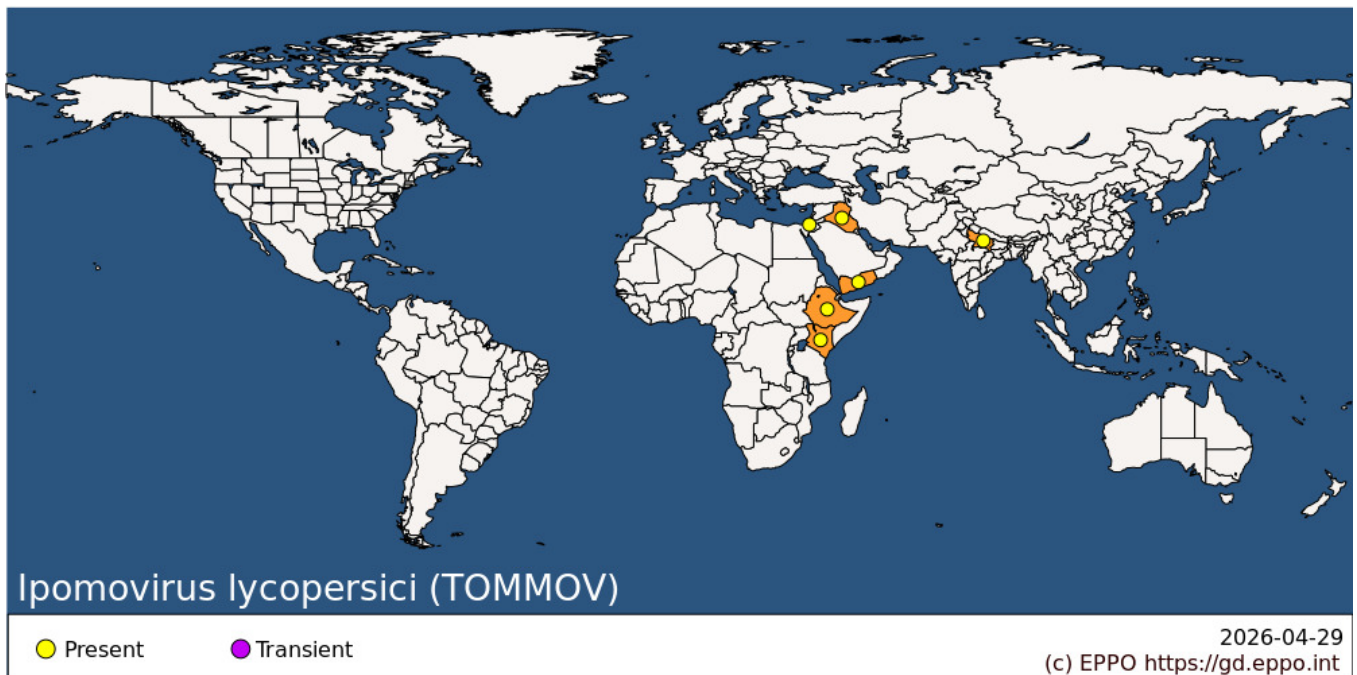 Ipomovirus lycopersici (TOMMOV)
Present
Transient
2026-04-29
(c) EPPO https://gd.eppo.int